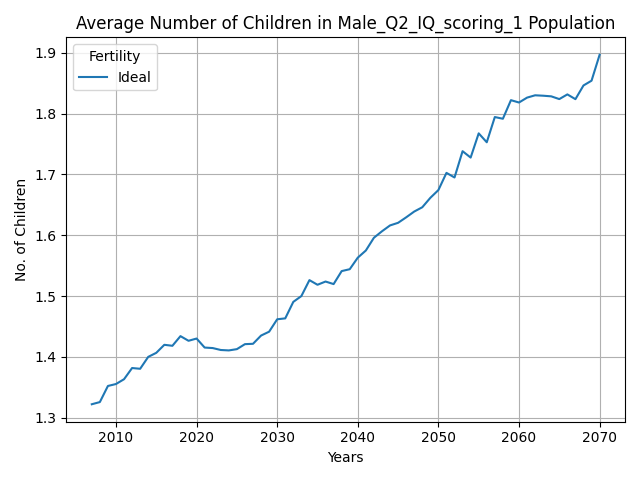 Average Number of Children in Male_Q2_IQ_scoring_1 Population
Fertility
Ideal
No. of Children
1.9
1.8
1.7
1.6
1.5
1.4
1.3
2010 2020 2030 2040 2050 2060 2070
Years